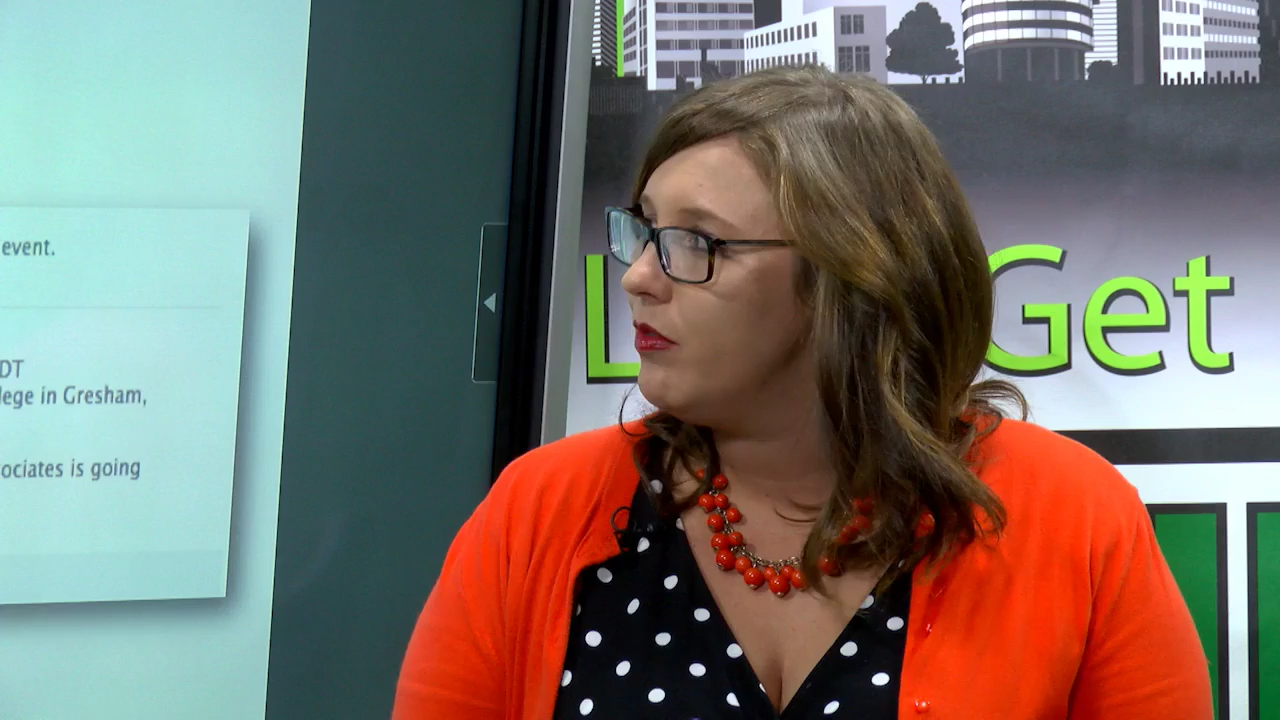 event.
DT
lege in Gresham,
ociates is going
L Get